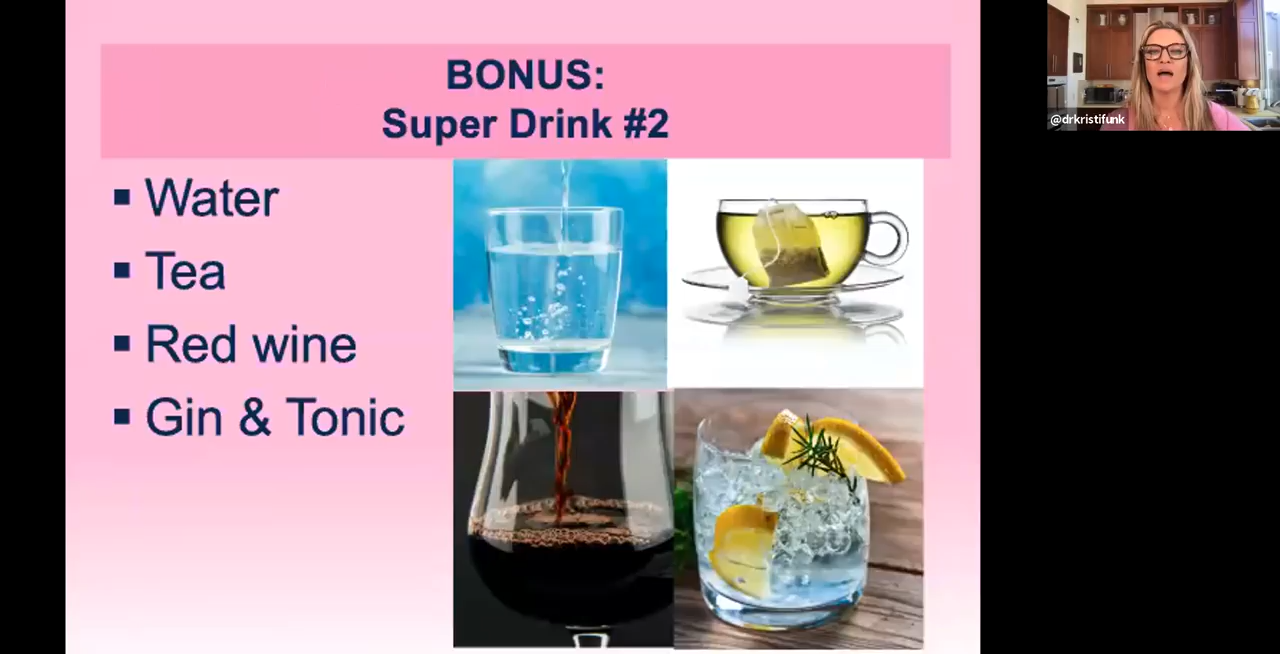 BONUS:
Super Drink #2
Water
Tea
Red wine
Gin & Tonic
@drkristifunk